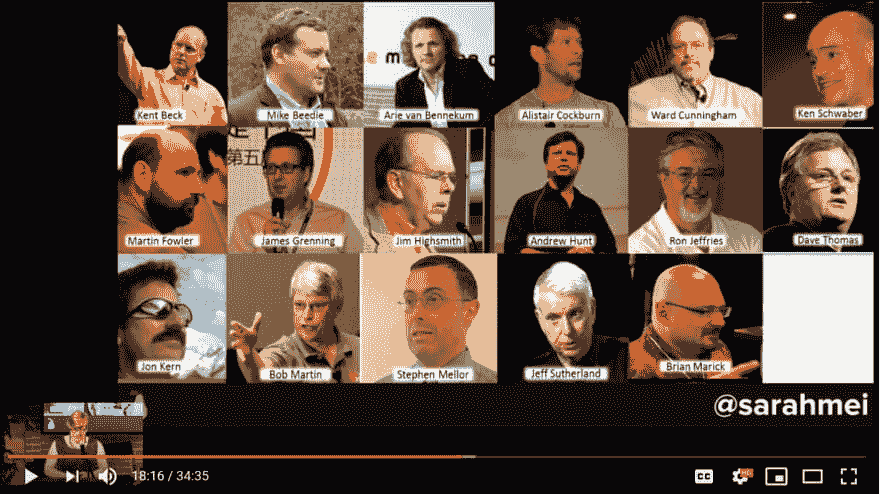 Kent Beck
Mike Beedle
Arie van Bennekum
Alistair Cockburn
Ward Cunningham
Ken Schwaber
Martin Fowler
James Grenning
Jim Highsmith
Andrew Hunt
Ron Jeffries
Dave Thomas
第五
Jon Kern
Bob Martin
Stephen Mellor
Jeff Sutherland
Brian Marick
@sarahmei
18:16 / 34:35
CC
HD